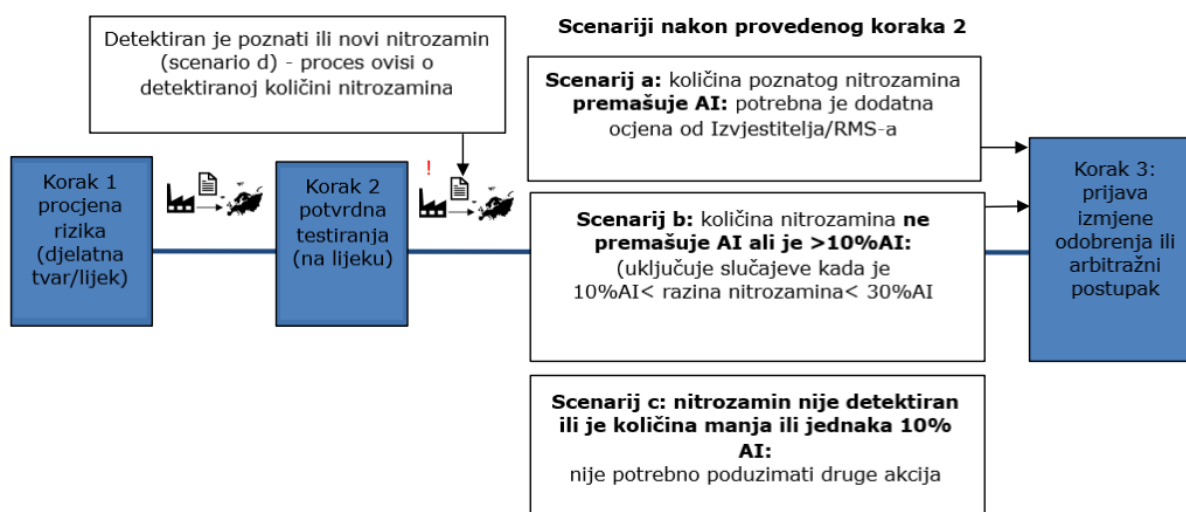 Detektiran je poznati ili novi nitrozamin
(scenario d) - proces ovisi o
detektiranoj količini nitrozamina
Scenariji nakon provedenog koraka 2
Scenarij a: količina poznatog nitrozamina
premašuje AI: potrebna je dodatna
ocjena od Izvjestitelja/RMS-a
Korak 1
procjena
rizika
(djelatna
tvar/lijek)
Korak 2
potvrdna
testiranja
(na lijeku)
!
Scenarij b: količina nitrozamina ne
premašuje AI ali je >10%AI:
(uključuje slučajeve kada je
10%AI< razina nitrozamina< 30%AI
Korak 3:
prijava
izmjene
odobrenja ili
arbitražni
postupak
Scenarij c: nitrozamin nije detektiran
ili je količina manja ili jednaka 10%
AI:
nije potrebno poduzimati druge akcija